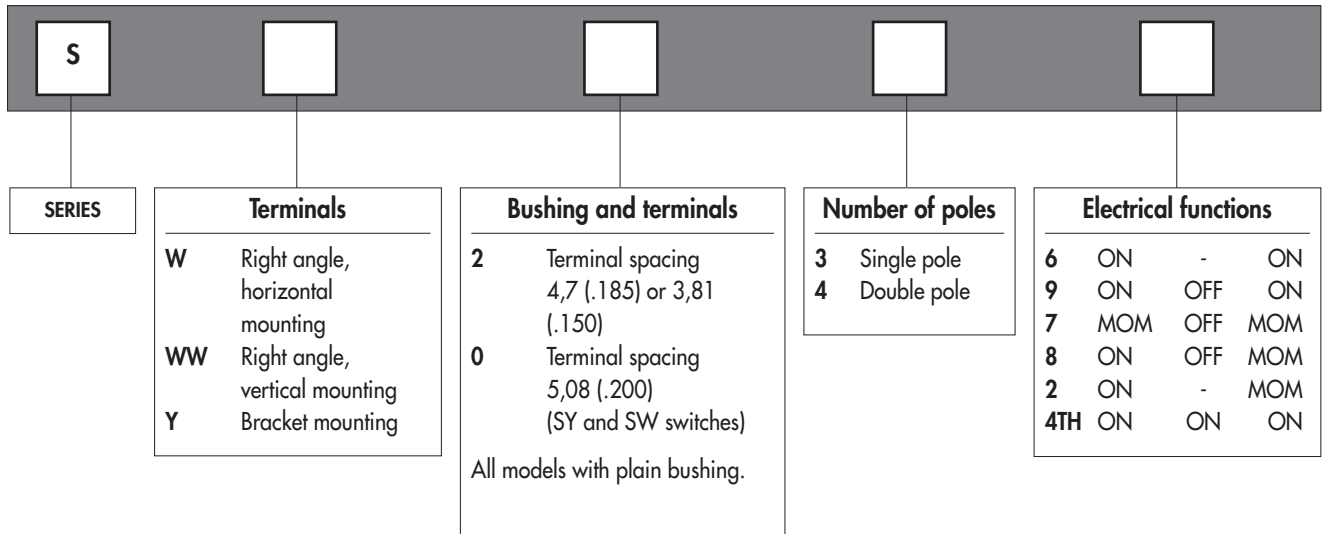 S
SERIES
Terminals
W Right angle,
horizontal
mounting
WW Right angle,
vertical mounting
Y Bracket mounting
Bushing and terminals
2 Terminal spacing
4,7 (.185) or 3,81
(.150)
0 Terminal spacing
5,08 (.200)
(SY and SW switches)
All models with plain bushing.
Number of poles
3 Single pole
4 Double pole
Electrical functions
6 ON - ON
9 ON OFF ON
7 MOM OFF MOM
8 ON OFF MOM
2 ON - MOM
4TH ON ON ON